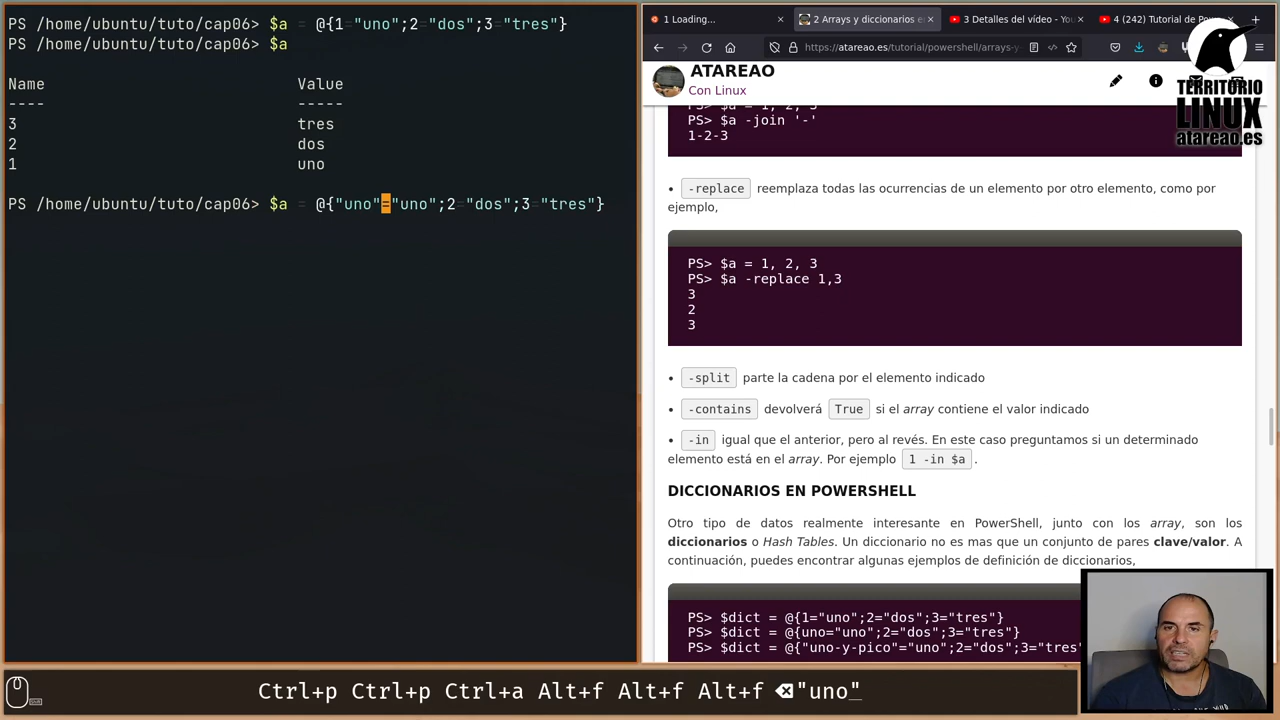 PS /home/ubuntu/tuto/cap06> $a = @{1="uno";2="dos";3="tres"}
PS /home/ubuntu/tuto/cap06> $a
Name Value
---- -----
3 tres
2 dos
1 uno
PS /home/ubuntu/tuto/cap06> $a = @{"uno"="uno";2="dos";3="tres"}
1 Loading...
2 Arrays y diccionarios e
3 Detalles del vídeo - You
4 (242) Tutorial de Po
https://atareao.es/tutorial/powershell/arrays-y
ATAREAO
Con Linux
TERRITORIO
LINUX
atareao.es
PS> $a = 1, 2, 3
PS> $a -join '-'
1-2-3
• -replace reemplaza todas las ocurrencias de un elemento por otro elemento, como por
ejemplo,
PS> $a = 1, 2, 3
PS> $a -replace 1,3
3
2
3
• -split parte la cadena por el elemento indicado
• -contains devolverá True si el array contiene el valor indicado
• -in igual que el anterior, pero al revés. En este caso preguntamos si un determinado
elemento está en el array. Por ejemplo 1 -in $a .
DICCIONARIOS EN POWERSHELL
Otro tipo de datos realmente interesante en PowerShell, junto con los array, son los
diccionarios o Hash Tables. Un diccionario no es mas que un conjunto de pares clave/valor. A
continuación, puedes encontrar algunas ejemplos de definición de diccionarios,
PS> $dict = @{1="uno";2="dos";3="tres"}
PS> $dict = @{uno="uno";2="dos";3="tres"}
PS> $dict = @{"uno-y-pico"="uno";2="dos";3="tres"
Ctrl+p Ctrl+p Ctrl+a Alt+f Alt+f Alt+f ⌫"uno"